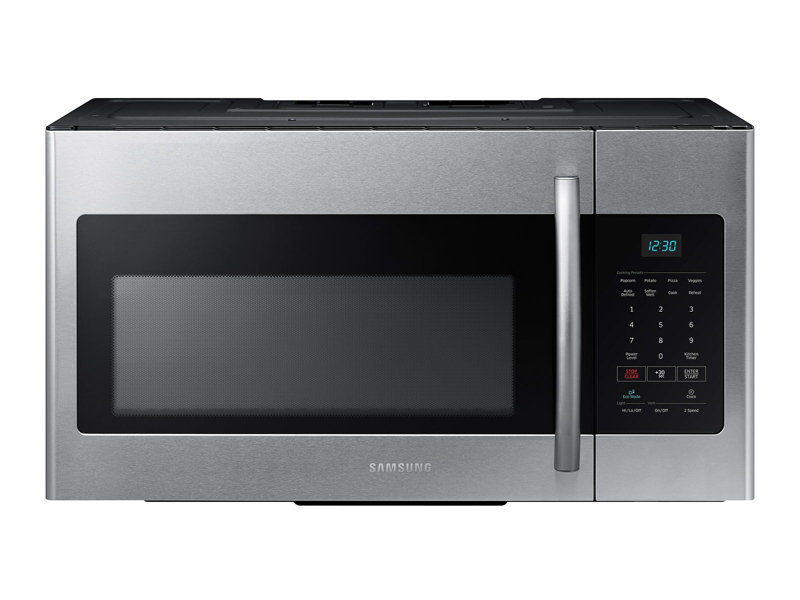 12:30
Cooking Presets
Popcorn Potato Pizza Veggies
Auto Defrost Soften Melt Cook Reheat
1 2 3
4 5 6
7 8 9
Power Level 0 Kitchen Timer
STOP CLEAR +30 sec ENTER START
Eco Mode Clock
Light Vent
Hi/Lo/Off On/Off 2 Speed
SAMSUNG